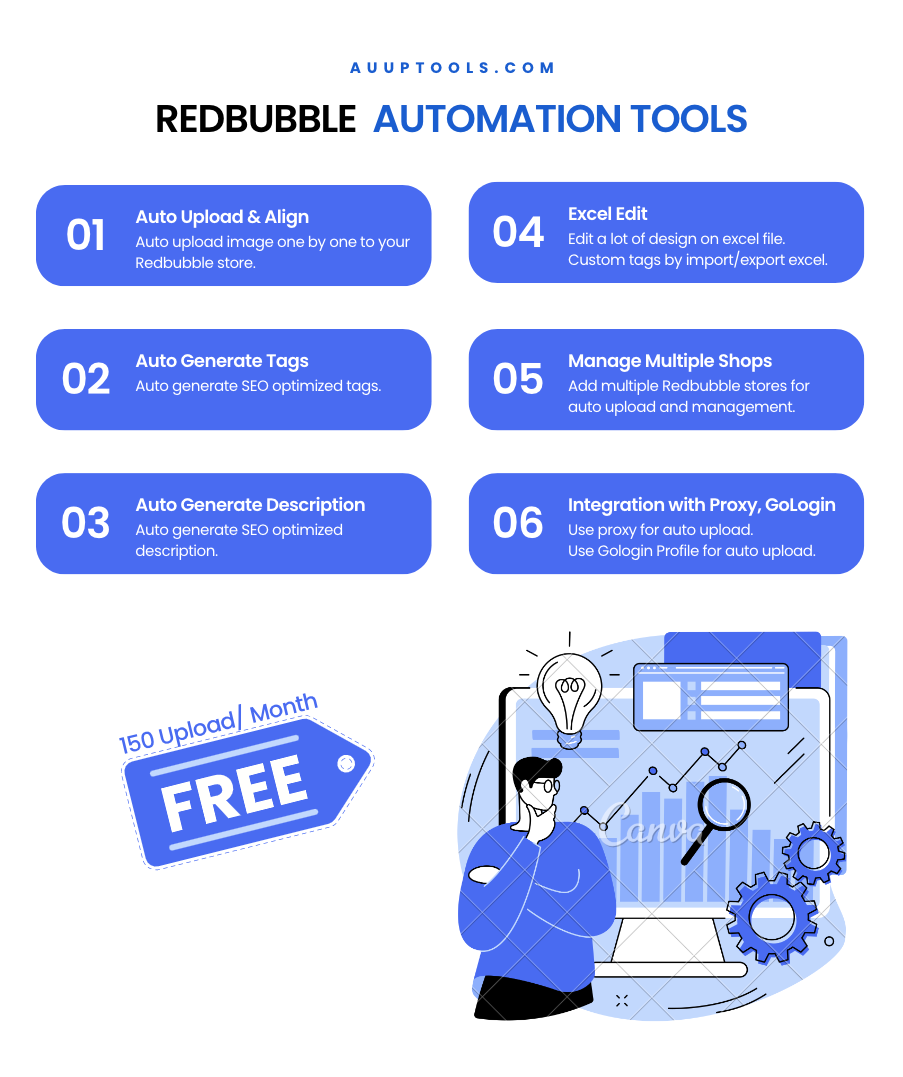 AUUPTOOLS.COM
REDBUBBLE AUTOMATION TOOLS
01
Auto Upload & Align
Auto upload image one by one to your
Redbubble store.
02
Auto Generate Tags
Auto generate SEO optimized tags.
03
Auto Generate Description
Auto generate SEO optimized
description.
04
Excel Edit
Edit a lot of design on excel file.
Custom tags by import/export excel.
05
Manage Multiple Shops
Add multiple Redbubble stores for
auto upload and management.
06
Integration with Proxy, GoLogin
Use proxy for auto upload.
Use Gologin Profile for auto upload.
150 Upload/ Month
FREE
Canva